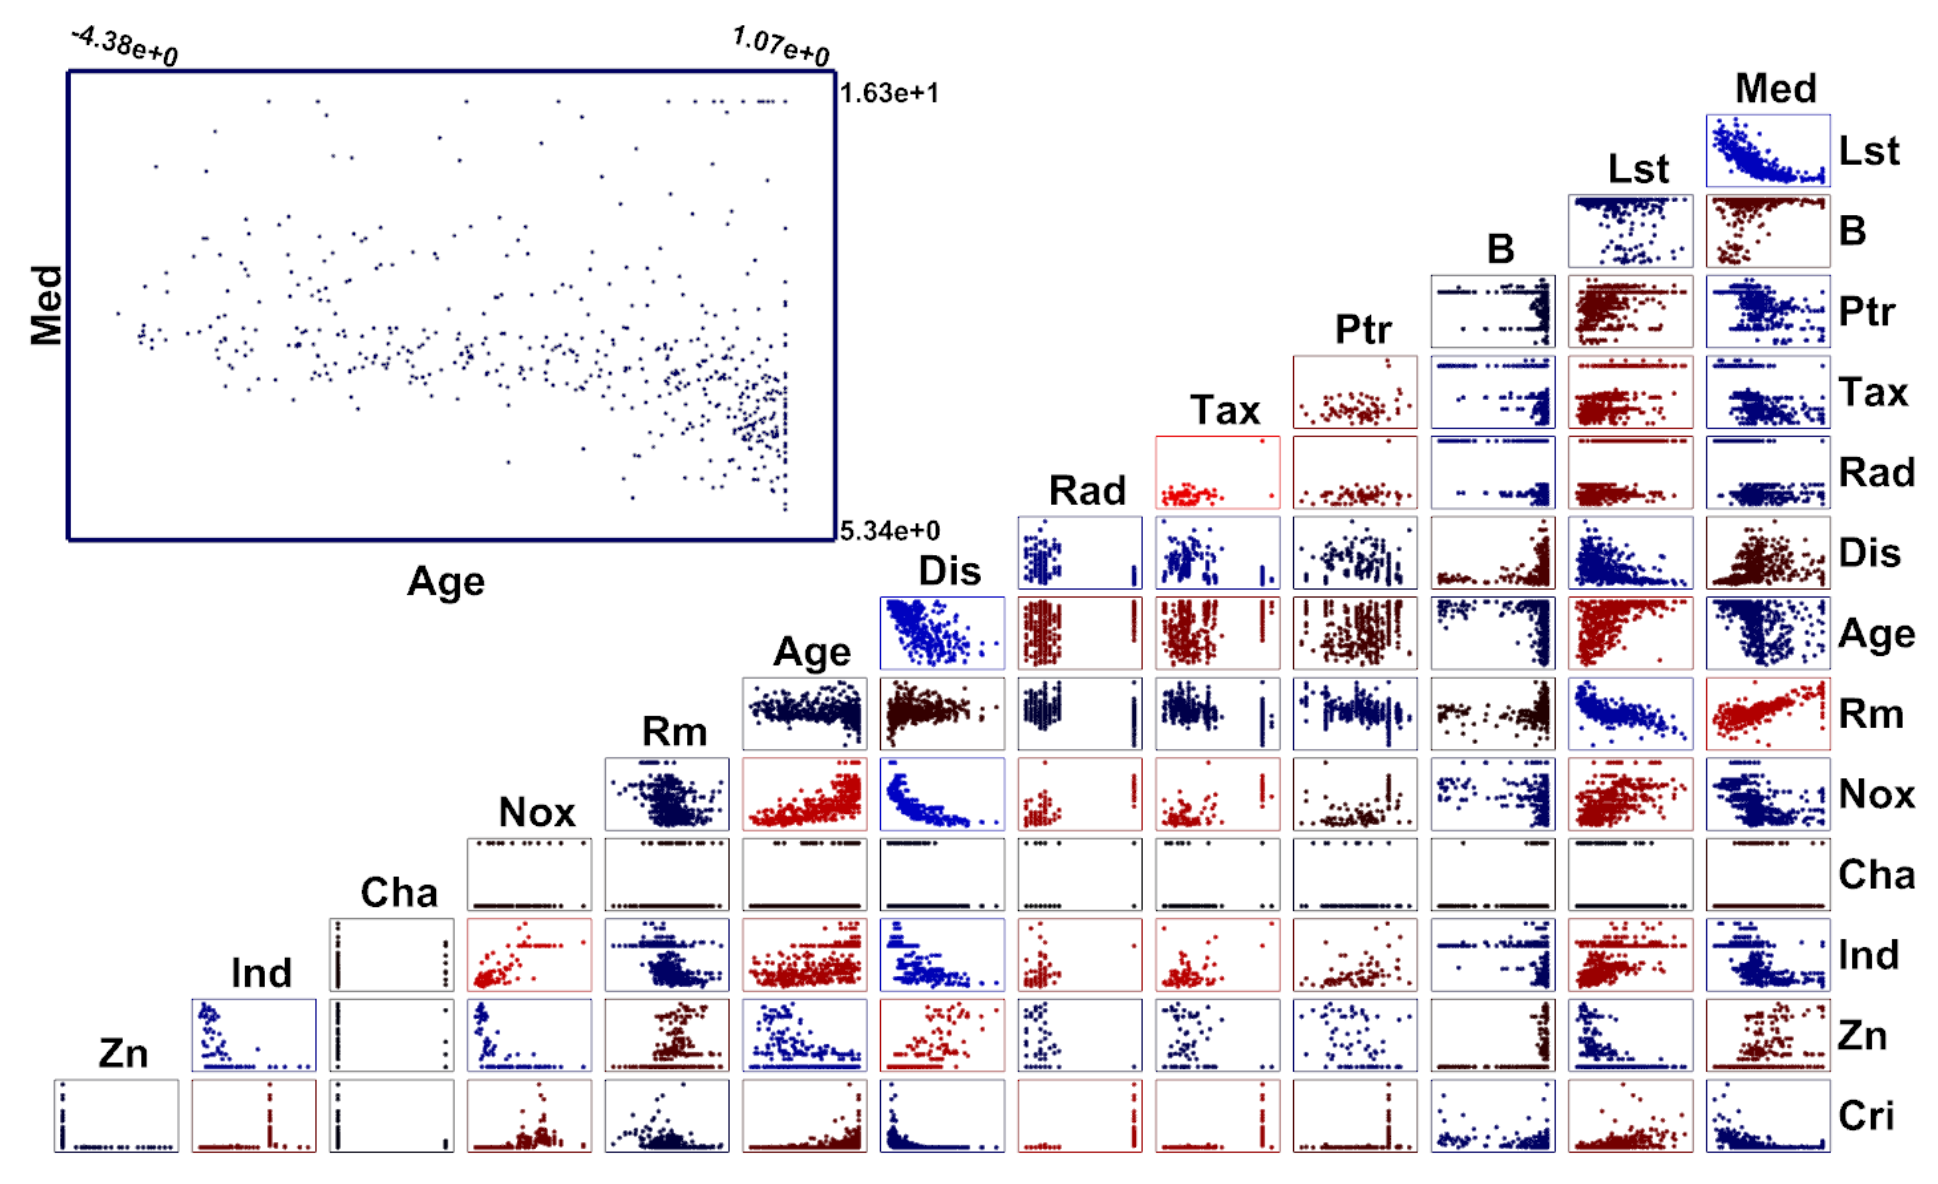 -4.38e+0 1.07e+0
1.63e+1
Med
5.34e+0
Age
Med
Lst
Lst
B
B
Ptr
Ptr
Tax
Tax
Rad
Rad
Dis
Dis
Age
Age
Rm
Rm
Nox
Nox
Cha
Cha
Ind
Ind
Zn
Zn
Cri